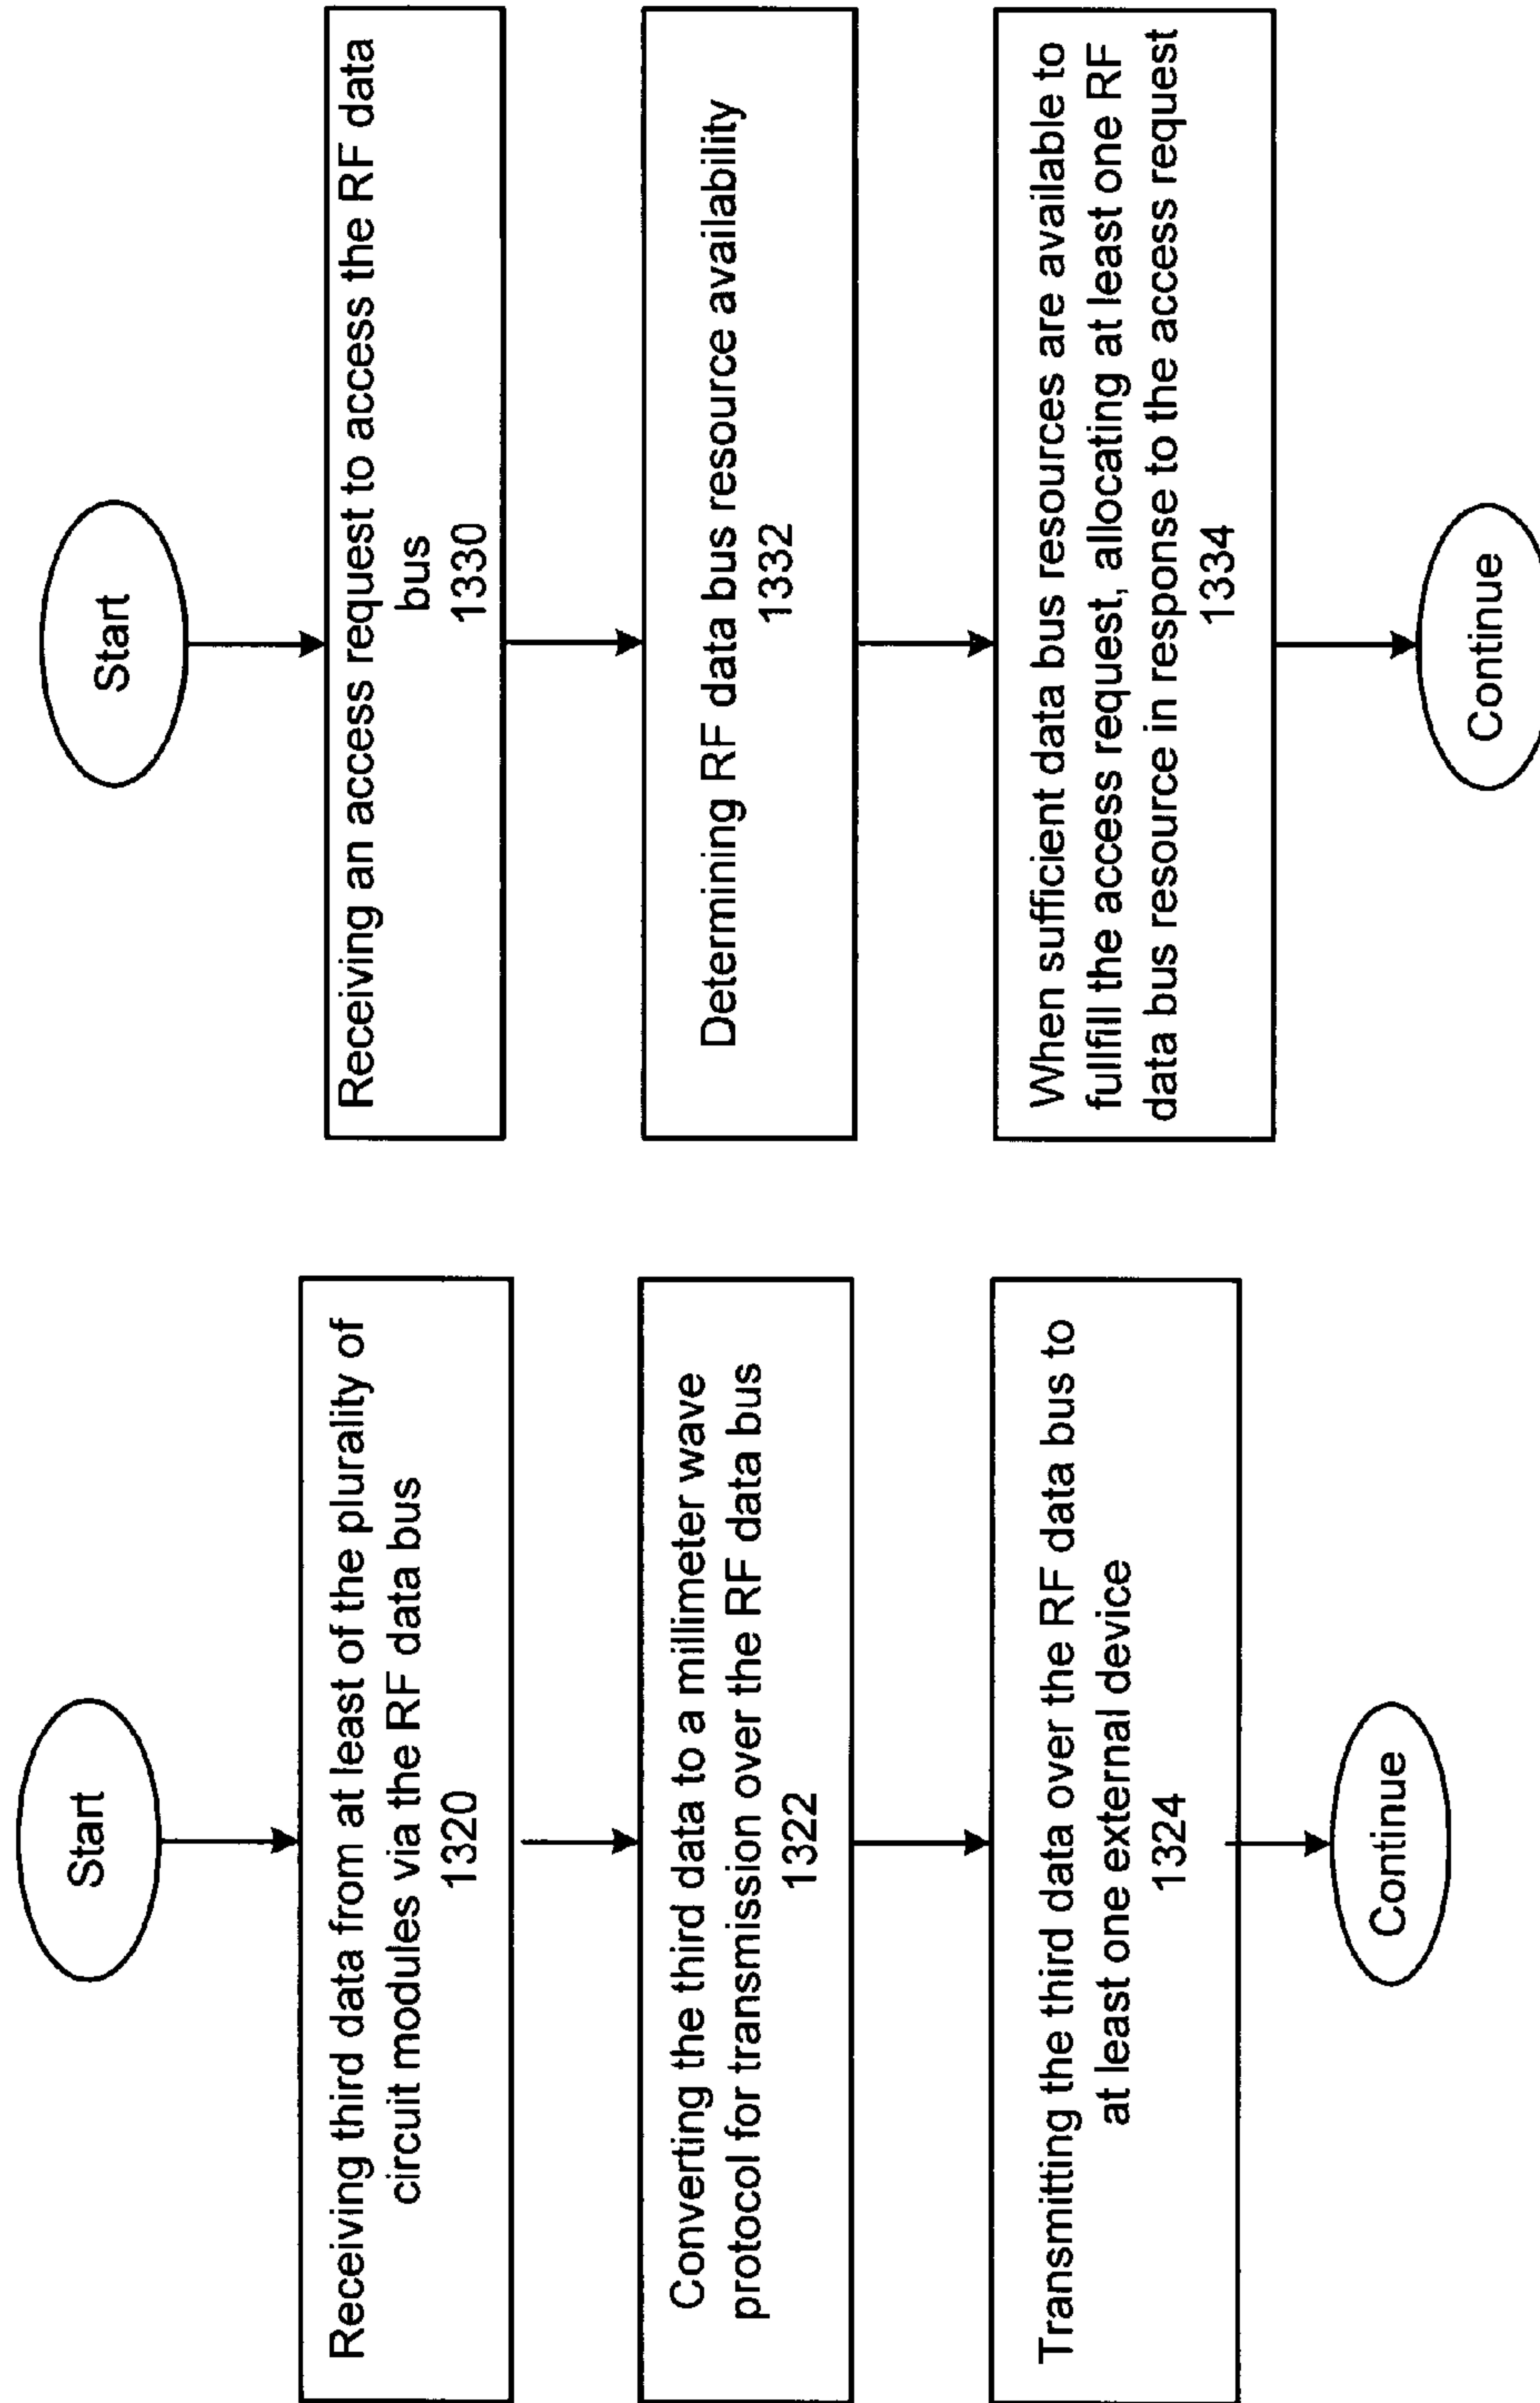 Start
Receiving third data from at least of the plurality of
circuit modules via the RF data bus
1320
Converting the third data to a millimeter wave
protocol for transmission over the RF data bus
1322
Transmitting the third data over the RF data bus to
at least one external device
1324
Continue
Start
Receiving an access request to access the RF data
bus
1330
Determining RF data bus resource availability
1332
When sufficient data bus resources are available to
fullfill the access request, allocating at least one RF
data bus resource in response to the access request
1334
Continue